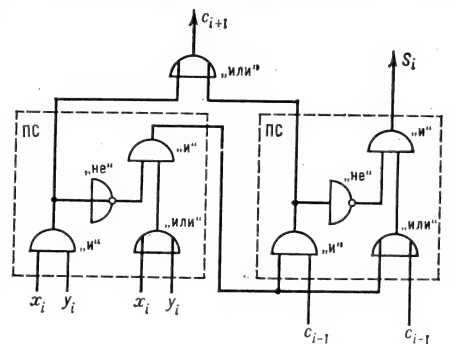 c_{i+1}
„или"
S_i
ПС
„и"
„не"
„и"
„или"
x_i
y_i
x_i
y_i
ПС
„и"
„не"
„и"
„или"
c_{i-1}
c_{i-1}